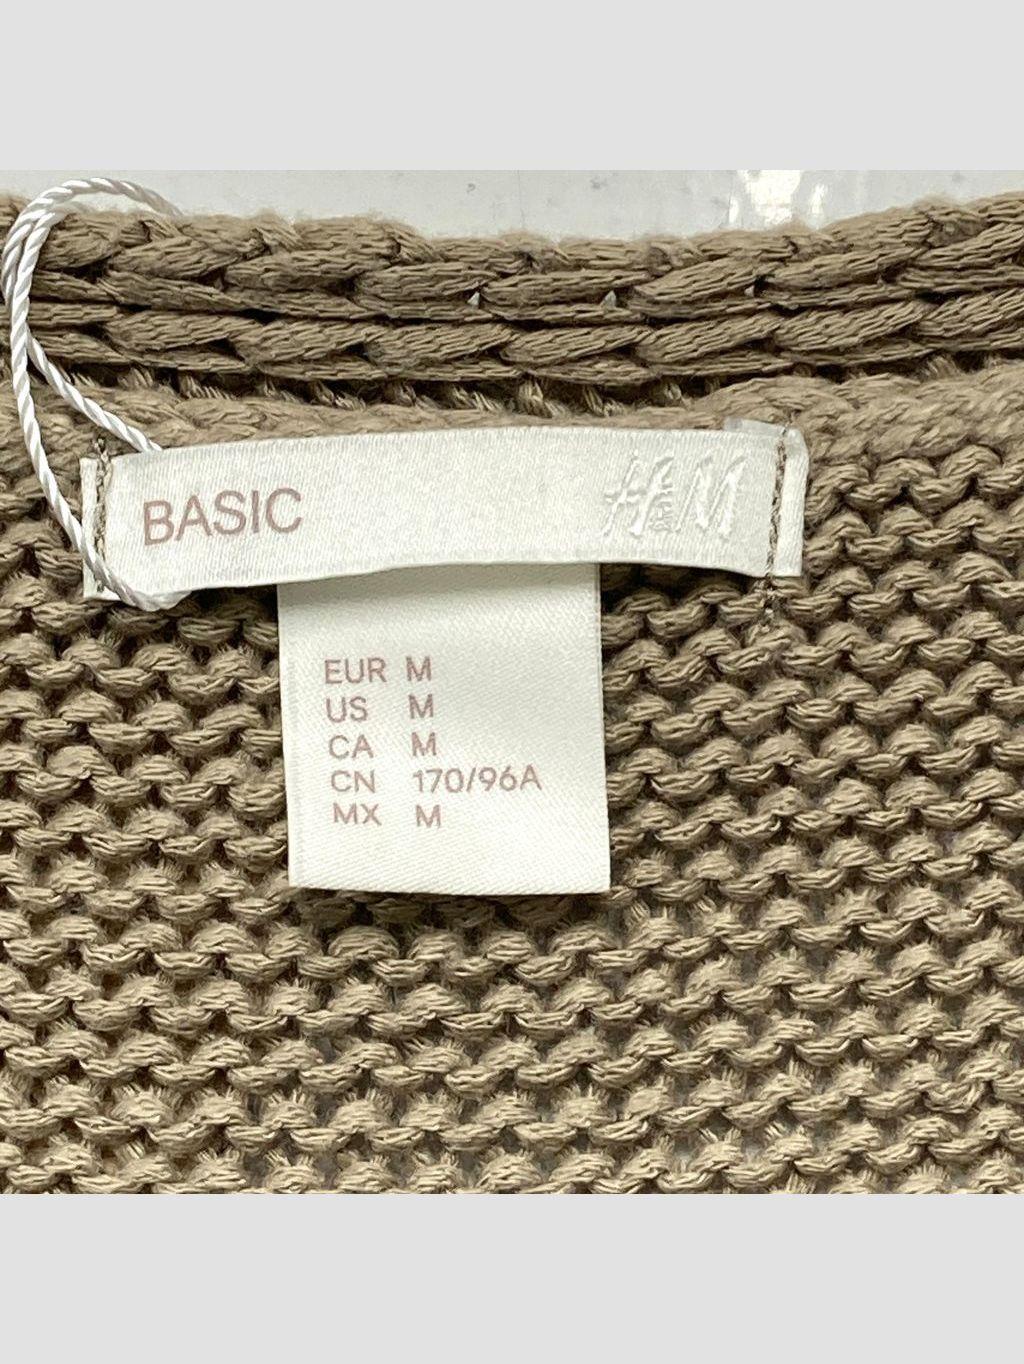 BASIC H&M
EUR M
US M
CA M
CN 170/96A
MX M